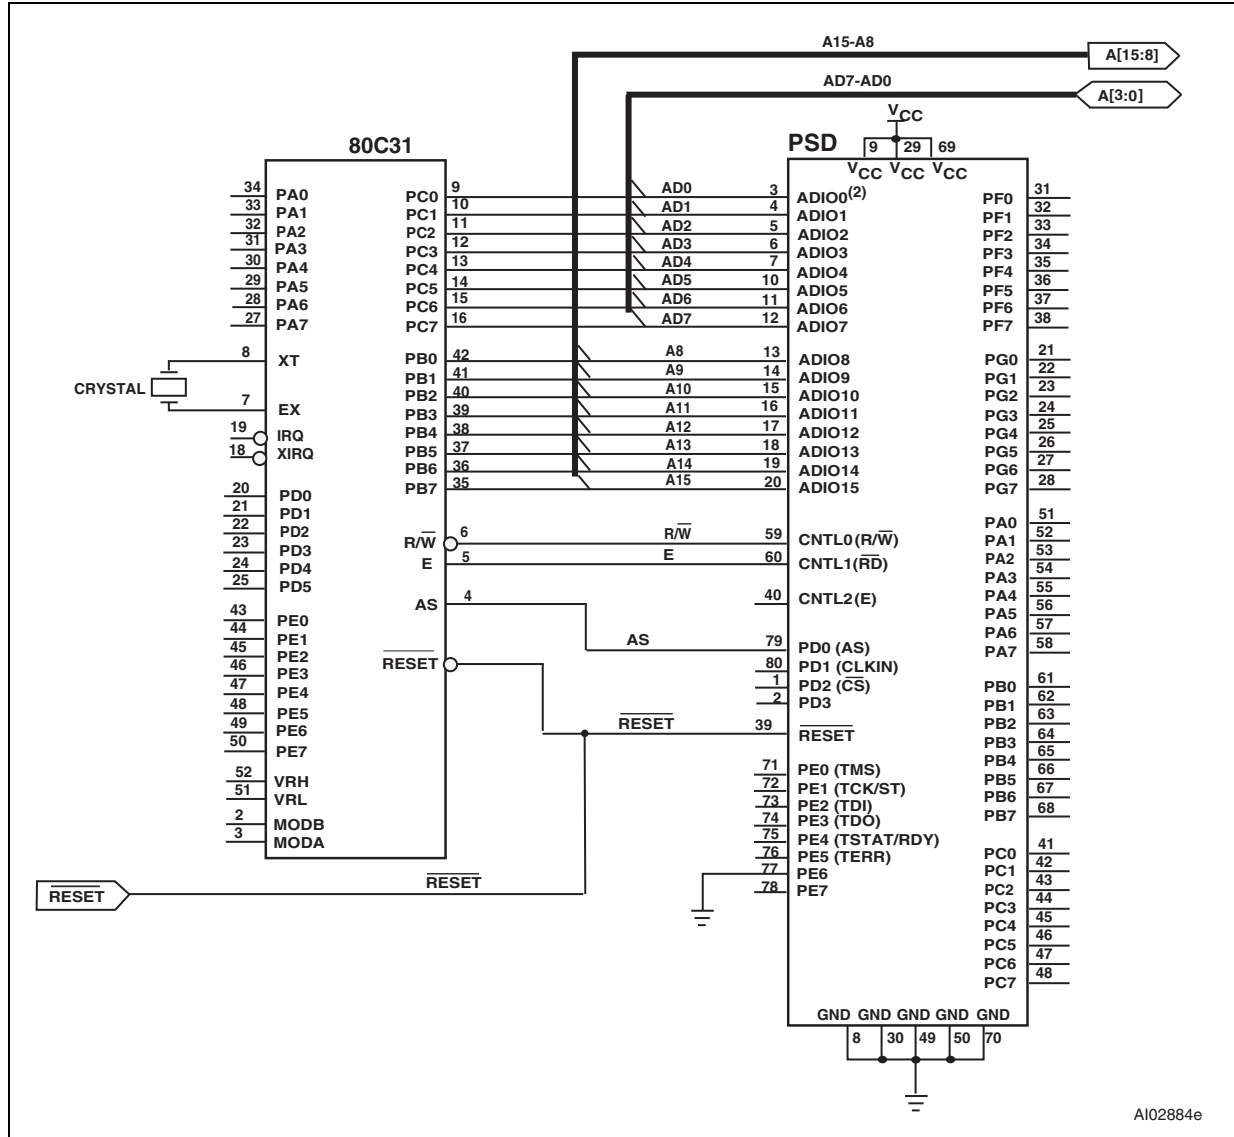 A15-A8
A[15:8]
AD7-AD0
A[3:0]
VCC
80C31
PSD
9 29 69
VCC VCC VCC
34 PA0
33 PA1
32 PA2
31 PA3
30 PA4
29 PA5
28 PA6
27 PA7
8 XT
CRYSTAL
7 EX
19 IRQ
18 XIRQ
20 PD0
21 PD1
22 PD2
23 PD3
24 PD4
25 PD5
43 PE0
44 PE1
45 PE2
46 PE3
47 PE4
48 PE5
49 PE6
50 PE7
52 VRH
51 VRL
2 MODB
3 MODA
PC0 9 AD0 3 ADIO0(2)
PC1 10 AD1 4 ADIO1
PC2 11 AD2 5 ADIO2
PC3 12 AD3 6 ADIO3
PC4 13 AD4 7 ADIO4
PC5 14 AD5 10 ADIO5
PC6 15 AD6 11 ADIO6
PC7 16 AD7 12 ADIO7
PB0 42 A8 13 ADIO8
PB1 41 A9 14 ADIO9
PB2 40 A10 15 ADIO10
PB3 39 A11 16 ADIO11
PB4 38 A12 17 ADIO12
PB5 37 A13 18 ADIO13
PB6 36 A14 19 ADIO14
PB7 35 A15 20 ADIO15
R/W 6 R/W 59 CNTL0 (R/W)
E 5 E 60 CNTL1(RD)
40 CNTL2 (E)
AS 4 AS 79 PD0 (AS)
80 PD1 (CLKIN)
1 PD2 (CS)
2 PD3
RESET RESET 39 RESET
71 PE0 (TMS)
72 PE1 (TCK/ST)
73 PE2 (TDI)
74 PE3 (TDO)
75 PE4 (TSTAT/RDY)
76 PE5 (TERR)
77 PE6
78 PE7
RESET RESET
PF0 31
PF1 32
PF2 33
PF3 34
PF4 35
PF5 36
PF6 37
PF7 38
PG0 21
PG1 22
PG2 23
PG3 24
PG4 25
PG5 26
PG6 27
PG7 28
PA0 51
PA1 52
PA2 53
PA3 54
PA4 55
PA5 56
PA6 57
PA7 58
PB0 61
PB1 62
PB2 63
PB3 64
PB4 65
PB5 66
PB6 67
PB7 68
PC0 41
PC1 42
PC2 43
PC3 44
PC4 45
PC5 46
PC6 47
PC7 48
GND GND GND GND GND
8 30 49 50 70
AI02884e